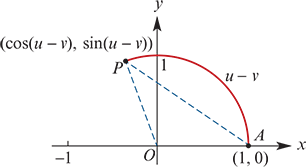 y
(cos(u – v), sin(u – v))
P
1
u – v
A
–1
O
(1, 0)
x